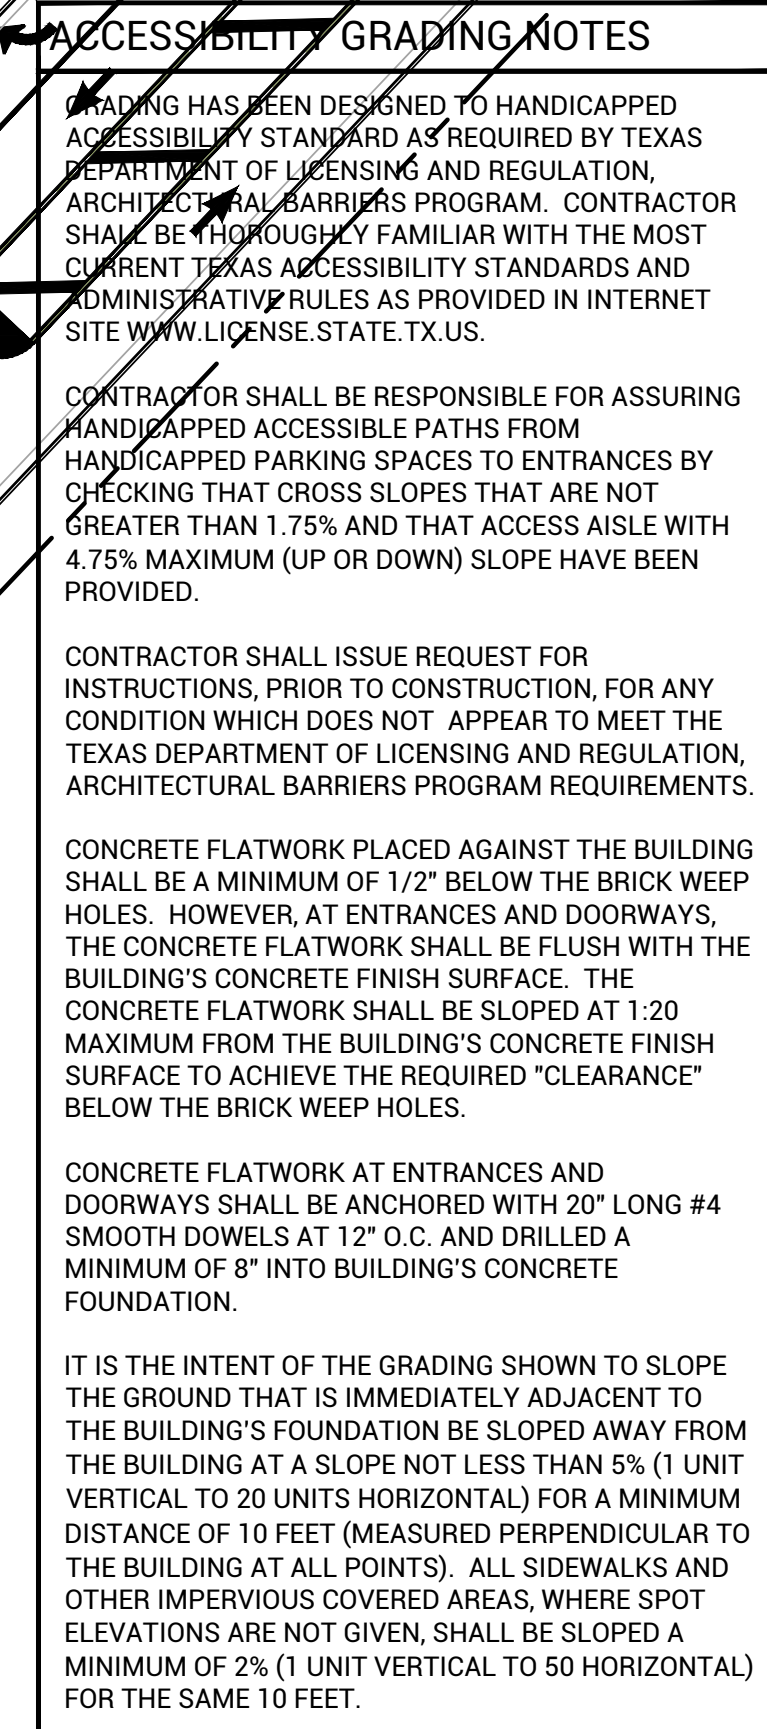 ACCESSIBILITY GRADING NOTES
GRADING HAS BEEN DESIGNED TO HANDICAPPED
ACCESSIBILITY STANDARD AS REQUIRED BY TEXAS
DEPARTMENT OF LICENSING AND REGULATION,
ARCHITECTURAL BARRIERS PROGRAM.  CONTRACTOR
SHALL BE THOROUGHLY FAMILIAR WITH THE MOST
CURRENT TEXAS ACCESSIBILITY STANDARDS AND
ADMINISTRATIVE RULES AS PROVIDED IN INTERNET
SITE WWW.LICENSE.STATE.TX.US.
CONTRACTOR SHALL BE RESPONSIBLE FOR ASSURING
HANDICAPPED ACCESSIBLE PATHS FROM
HANDICAPPED PARKING SPACES TO ENTRANCES BY
CHECKING THAT CROSS SLOPES THAT ARE NOT
GREATER THAN 1.75% AND THAT ACCESS AISLE WITH
4.75% MAXIMUM (UP OR DOWN) SLOPE HAVE BEEN
PROVIDED.
CONTRACTOR SHALL ISSUE REQUEST FOR
INSTRUCTIONS, PRIOR TO CONSTRUCTION, FOR ANY
CONDITION WHICH DOES NOT  APPEAR TO MEET THE
TEXAS DEPARTMENT OF LICENSING AND REGULATION,
ARCHITECTURAL BARRIERS PROGRAM REQUIREMENTS.
CONCRETE FLATWORK PLACED AGAINST THE BUILDING
SHALL BE A MINIMUM OF 1/2" BELOW THE BRICK WEEP
HOLES.  HOWEVER, AT ENTRANCES AND DOORWAYS,
THE CONCRETE FLATWORK SHALL BE FLUSH WITH THE
BUILDING'S CONCRETE FINISH SURFACE.  THE
CONCRETE FLATWORK SHALL BE SLOPED AT 1:20
MAXIMUM FROM THE BUILDING'S CONCRETE FINISH
SURFACE TO ACHIEVE THE REQUIRED "CLEARANCE"
BELOW THE BRICK WEEP HOLES.
CONCRETE FLATWORK AT ENTRANCES AND
DOORWAYS SHALL BE ANCHORED WITH 20" LONG #4
SMOOTH DOWELS AT 12" O.C. AND DRILLED A
MINIMUM OF 8" INTO BUILDING'S CONCRETE
FOUNDATION.
IT IS THE INTENT OF THE GRADING SHOWN TO SLOPE
THE GROUND THAT IS IMMEDIATELY ADJACENT TO
THE BUILDING'S FOUNDATION BE SLOPED AWAY FROM
THE BUILDING AT A SLOPE NOT LESS THAN 5% (1 UNIT
VERTICAL TO 20 UNITS HORIZONTAL) FOR A MINIMUM
DISTANCE OF 10 FEET (MEASURED PERPENDICULAR TO
THE BUILDING AT ALL POINTS).  ALL SIDEWALKS AND
OTHER IMPERVIOUS COVERED AREAS, WHERE SPOT
ELEVATIONS ARE NOT GIVEN, SHALL BE SLOPED A
MINIMUM OF 2% (1 UNIT VERTICAL TO 50 HORIZONTAL)
FOR THE SAME 10 FEET.